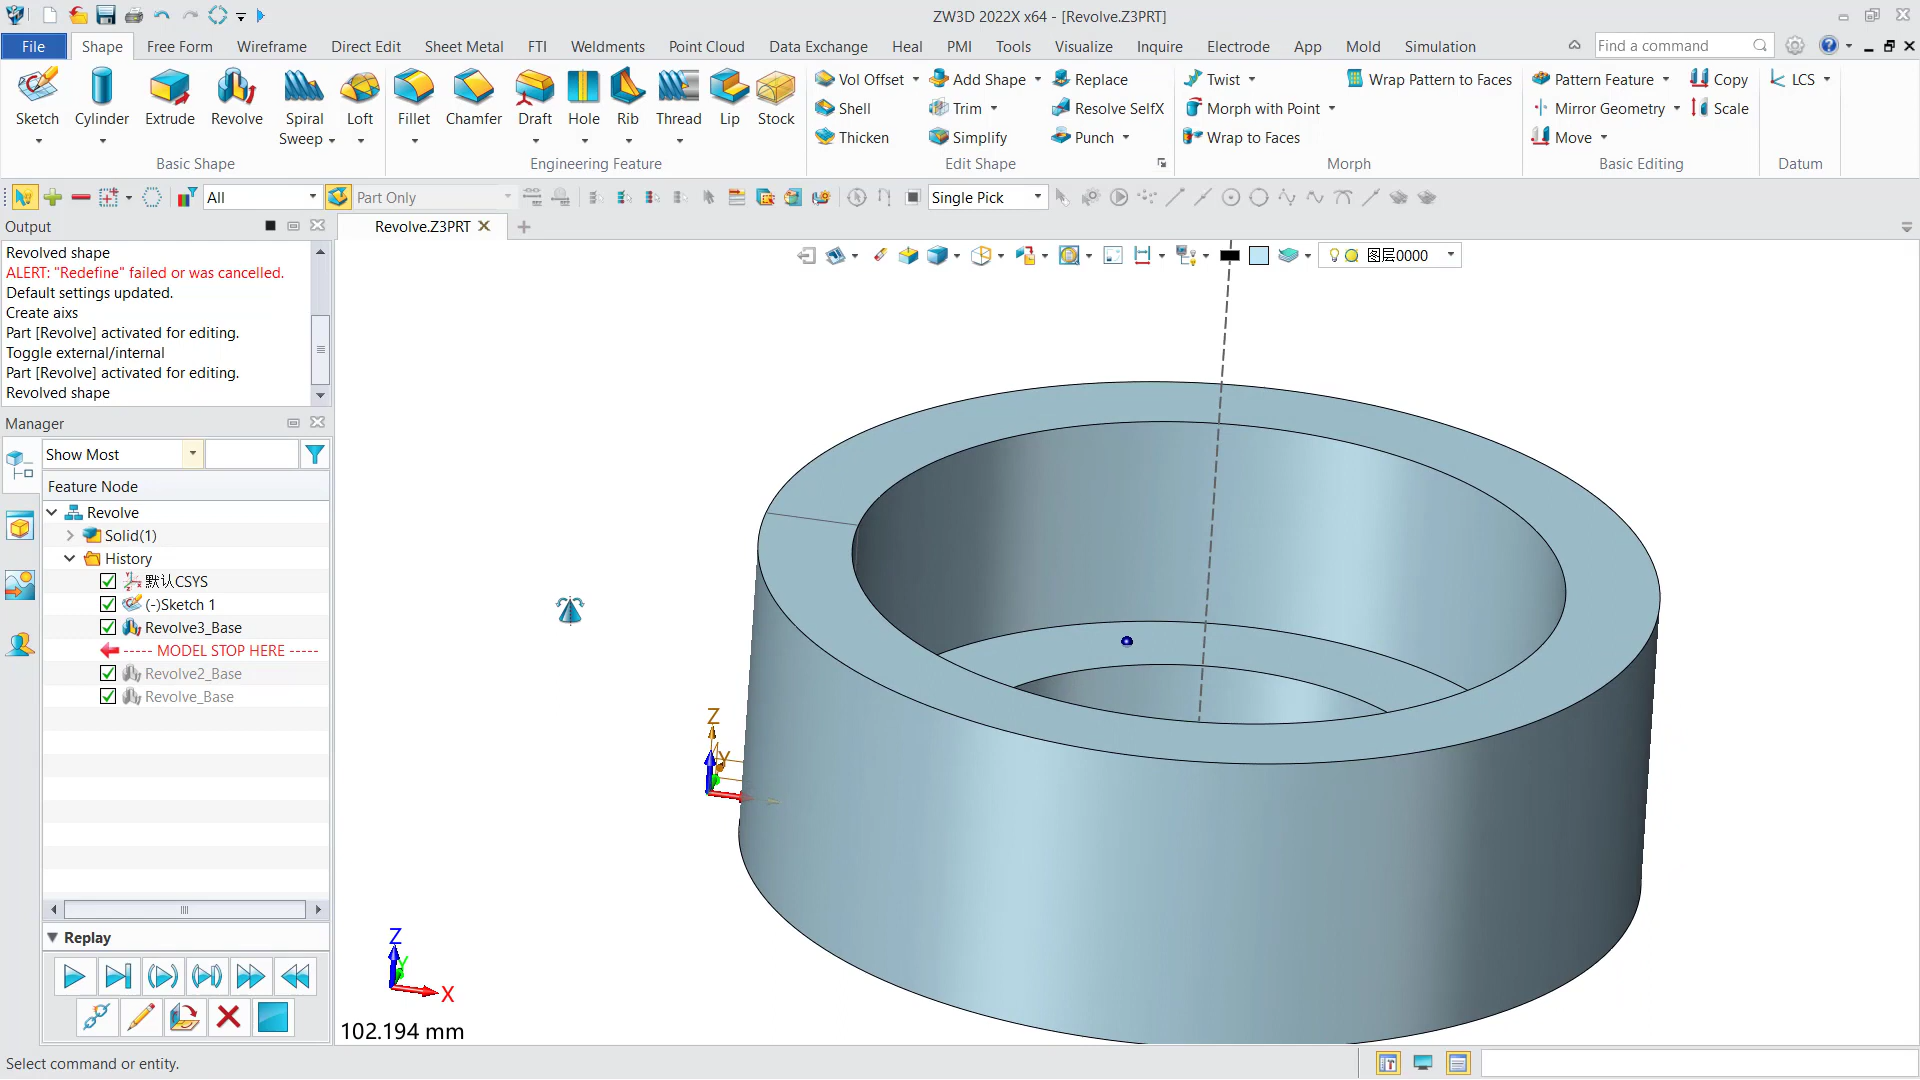 ZW3D 2022X x64 - [Revolve.Z3PRT]
File Shape Free Form Wireframe Direct Edit Sheet Metal FTI Weldments Point Cloud Data Exchange Heal PMI Tools Visualize Inquire Electrode App Mold Simulation Find a command
Sketch Cylinder Extrude Revolve Spiral Sweep Loft
Basic Shape
Fillet Chamfer Draft Hole Rib Thread Lip Stock
Engineering Feature
Vol Offset Add Shape Replace
Shell Trim Resolve SelfX
Thicken Simplify Punch
Edit Shape
Twist Wrap Pattern to Faces
Morph with Point
Wrap to Faces
Morph
Pattern Feature Copy
Mirror Geometry Scale
Move
Basic Editing
LCS
Datum
All Part Only Single Pick
Output
Revolve.Z3PRT
Revolved shape
ALERT: "Redefine" failed or was cancelled.
Default settings updated.
Create aixs
Part [Revolve] activated for editing.
Toggle external/internal
Part [Revolve] activated for editing.
Revolved shape
图层0000
Manager
Show Most
Feature Node
Revolve
Solid(1)
History
默认CSYS
(-)Sketch 1
Revolve3_Base
----- MODEL STOP HERE -----
Revolve2_Base
Revolve_Base
Replay
Z
Y
Z
Y
X
102.194 mm
Select command or entity.